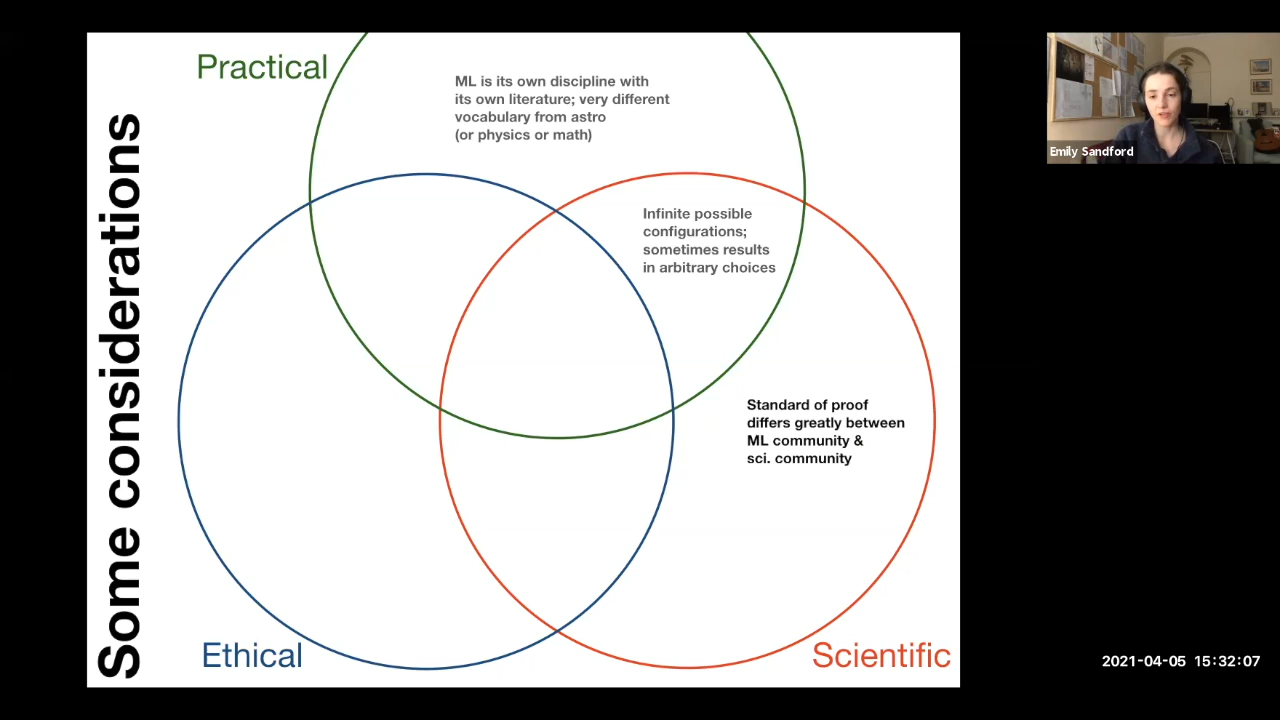 Some considerations
Practical
ML is its own discipline with
its own literature; very different
vocabulary from astro
(or physics or math)
Infinite possible
configurations;
sometimes results
in arbitrary choices
Standard of proof
differs greatly between
ML community &
sci. community
Ethical
Scientific
Emily Sandford
2021-04-05 15:32:07